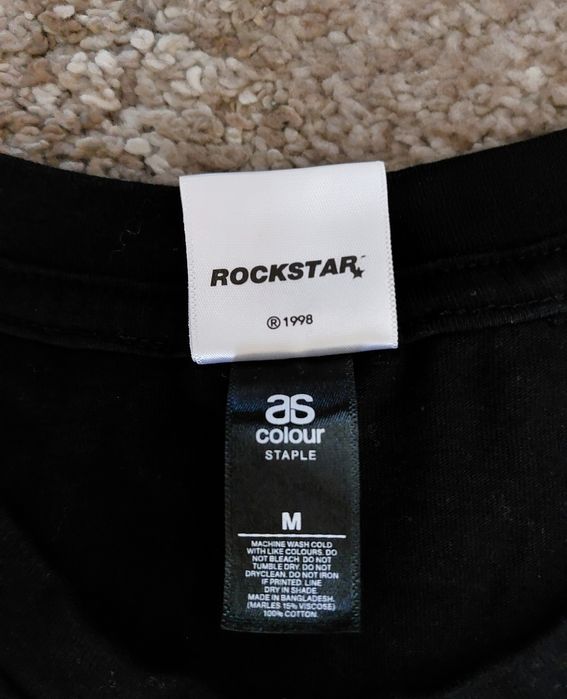 ROCKSTAR
® 1998
as
colour
STAPLE
M
MACHINE WASH COLD
WITH LIKE COLOURS. DO
NOT BLEACH. DO NOT
TUMBLE DRY. DO NOT
DRYCLEAN. DO NOT IRON
IF PRINTED. LINE
DRY IN SHADE.
MADE IN BANGLADESH.
(MARLES 15% VISCOSE)
100% COTTON.